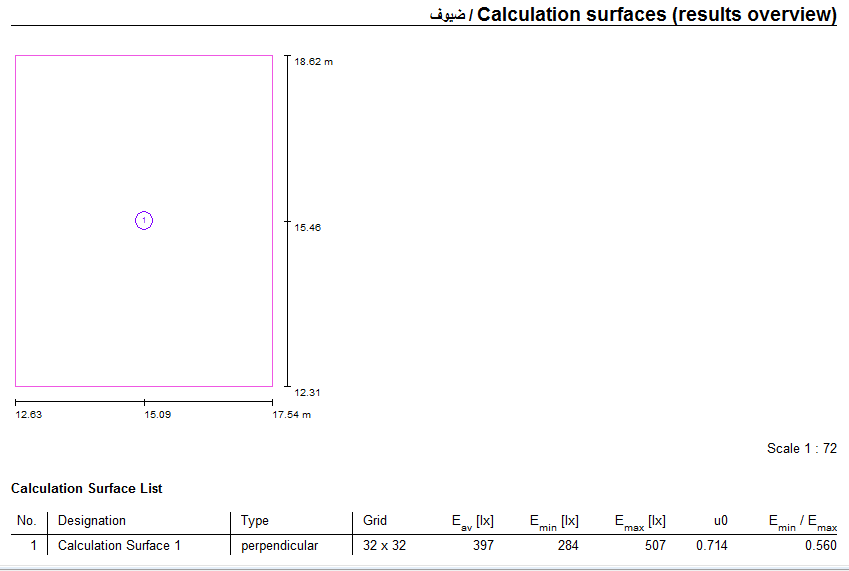 ضيوف / Calculation surfaces (results overview)
18.62 m
1
15.46
12.31
12.63 15.09 17.54 m
Scale 1 : 72
Calculation Surface List
No. Designation Type Grid Eav [lx] Emin [lx] Emax [lx] u0 Emin / Emax
1 Calculation Surface 1 perpendicular 32 x 32 397 284 507 0.714 0.560